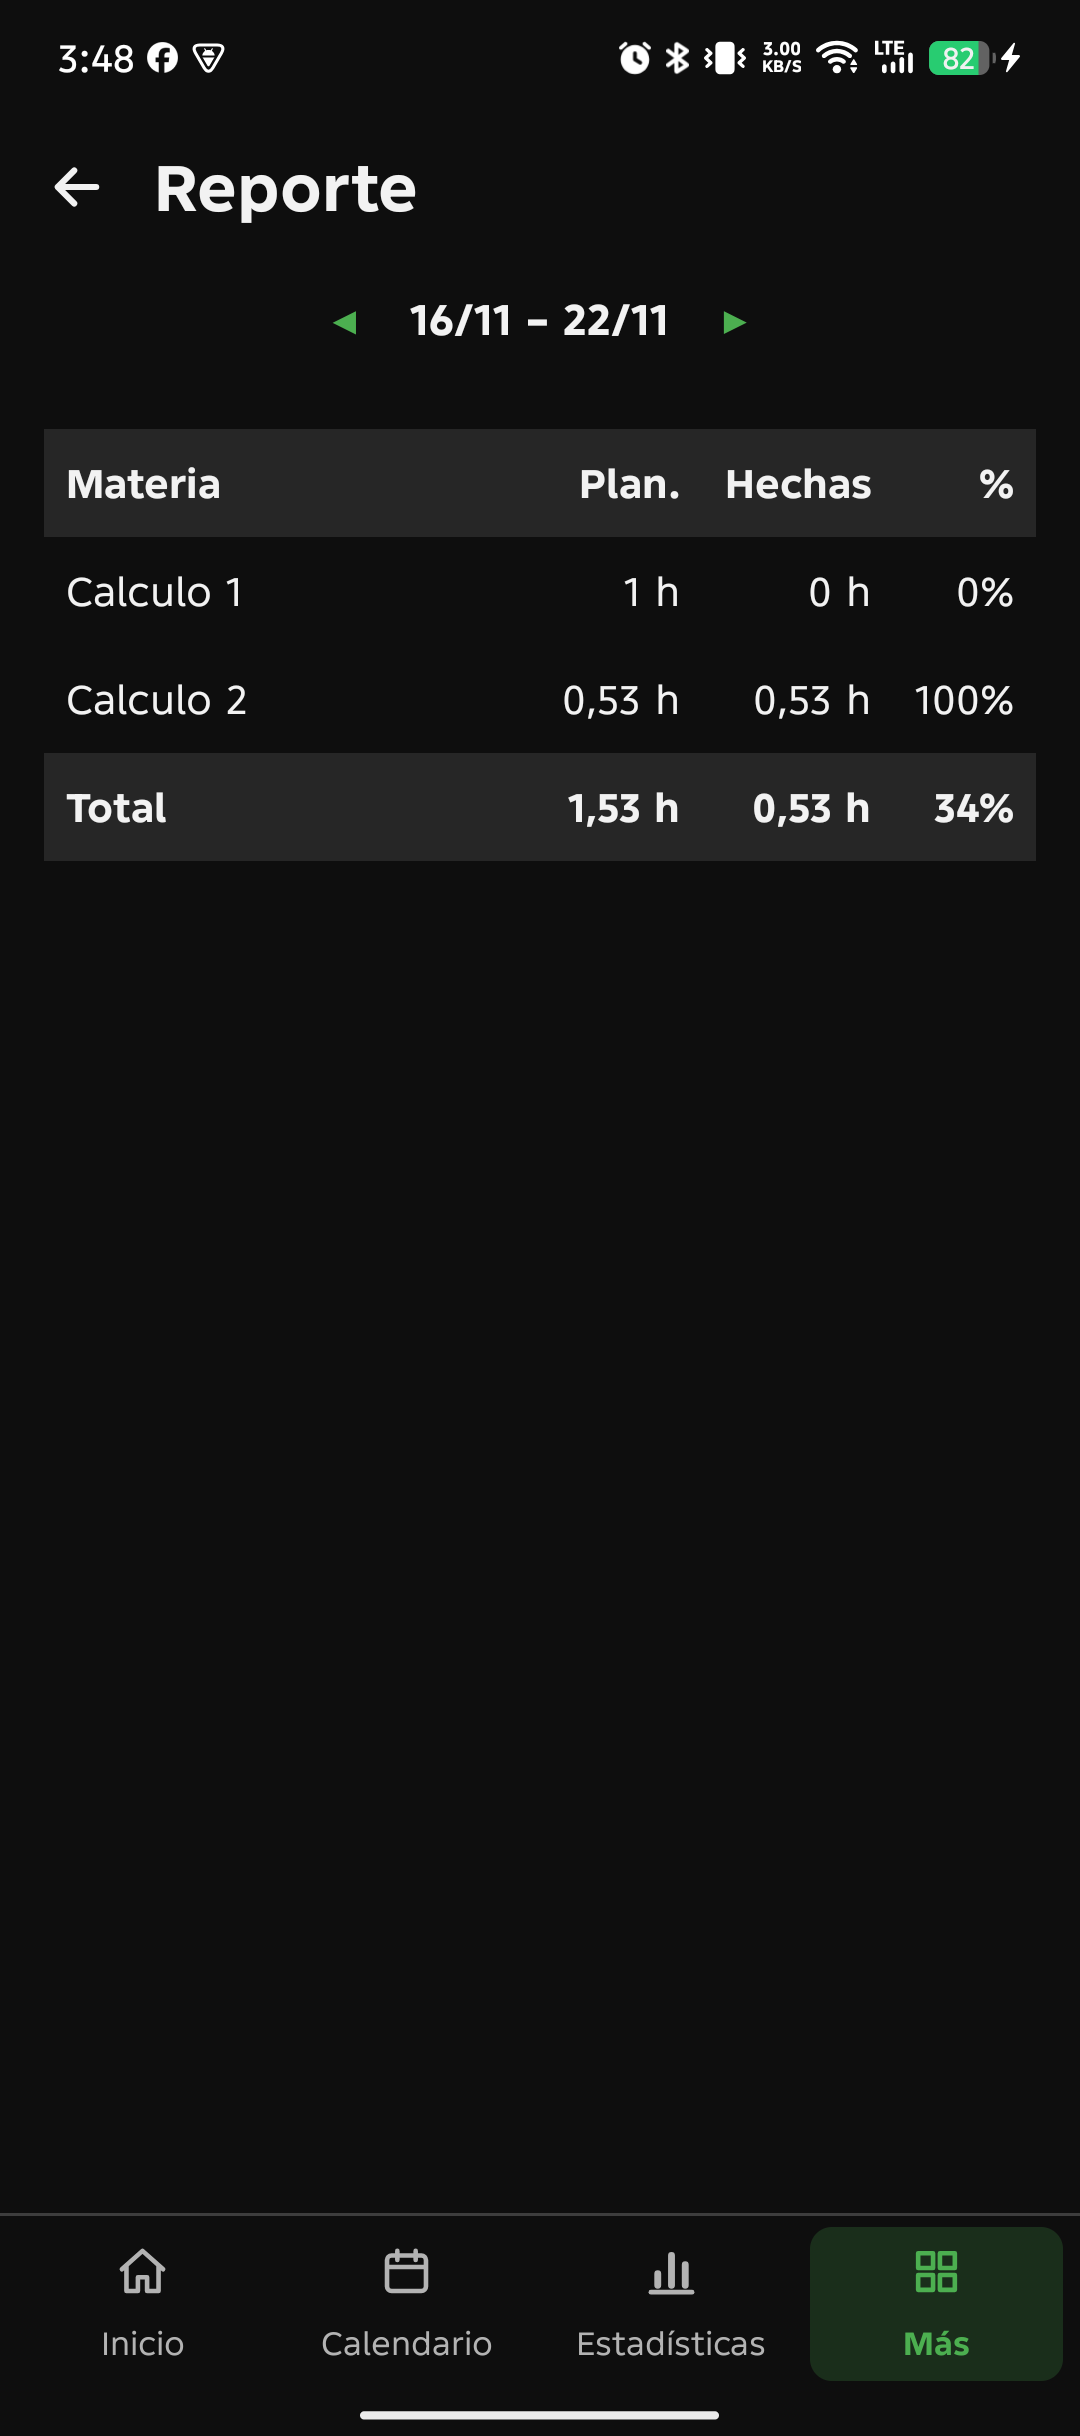 3:48 3.00 KB/S LTE 82
Reporte
16/11 – 22/11
Materia Plan. Hechas %
Calculo 1 1 h 0 h 0%
Calculo 2 0,53 h 0,53 h 100%
Total 1,53 h 0,53 h 34%
Inicio Calendario Estadísticas Más